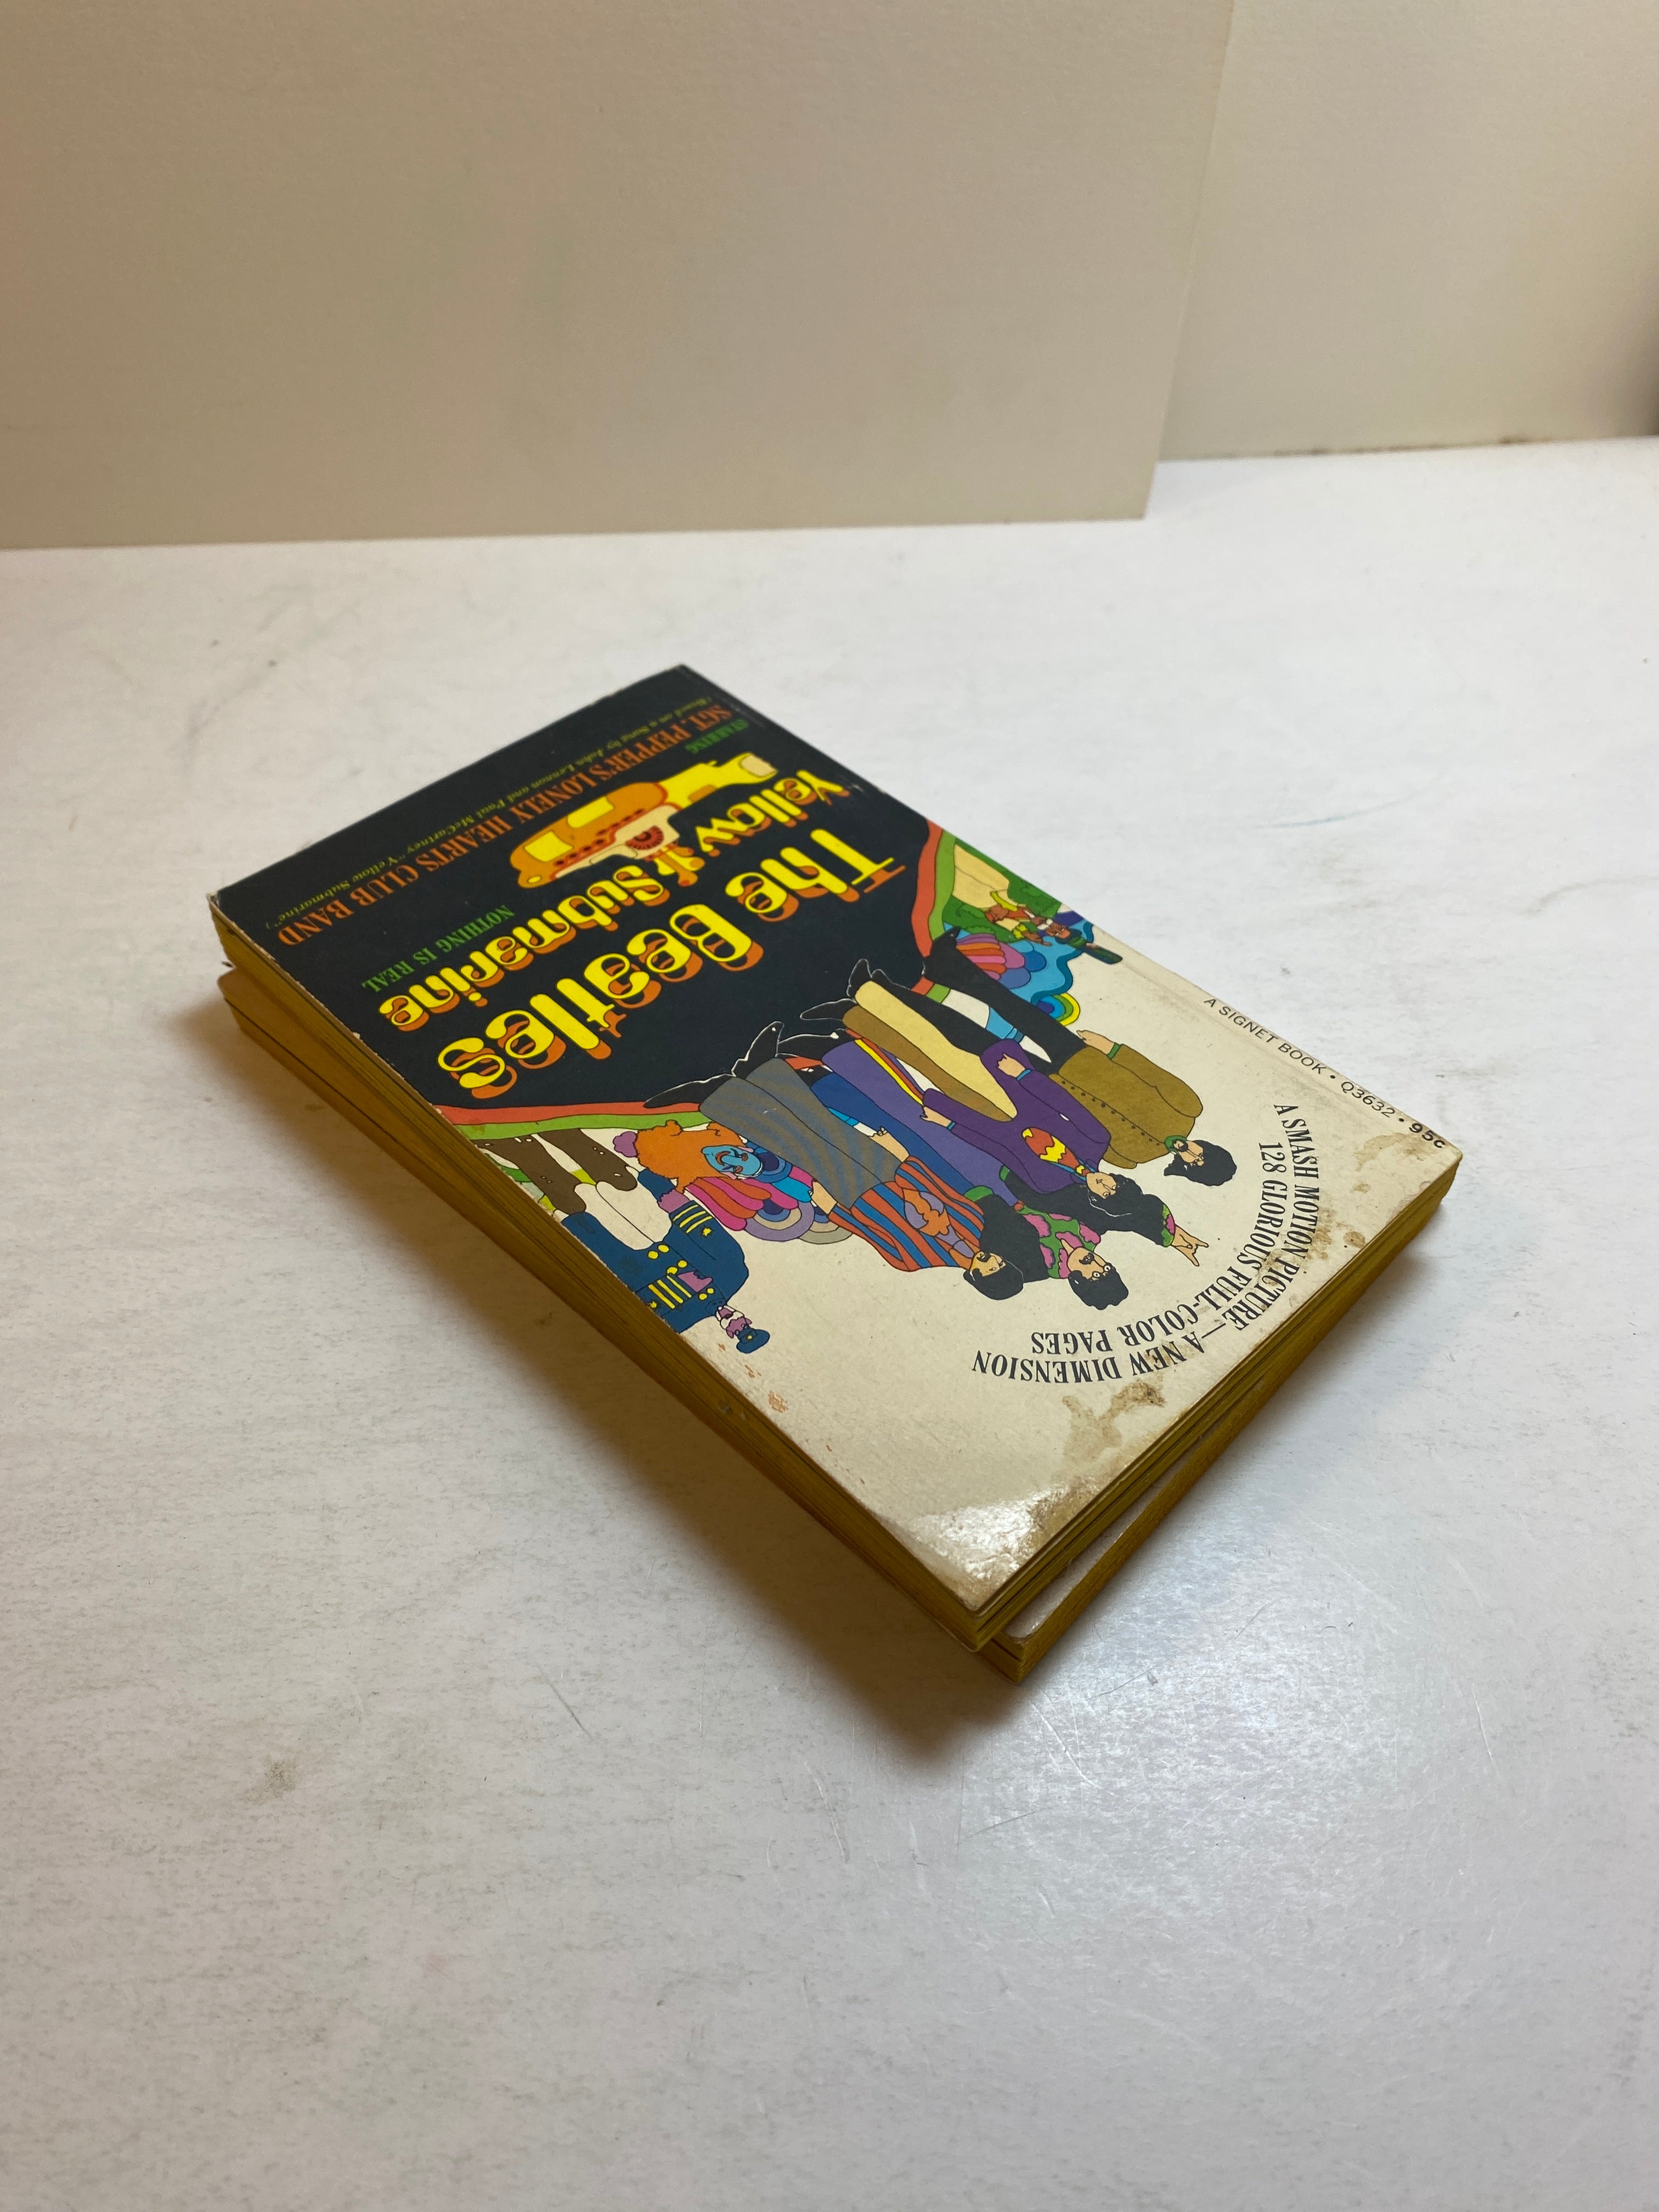 A SIGNET BOOK • Q3632 • 95c
A SMASH MOTION PICTURE—A NEW DIMENSION
128 GLORIOUS FULL-COLOR PAGES
The Beatles
Yellow Submarine
NOTHING IS REAL
STARRING
SGT. PEPPER'S LONELY HEARTS CLUB BAND
(Based on a Song by John Lennon and Paul McCartney "Yellow Submarine")